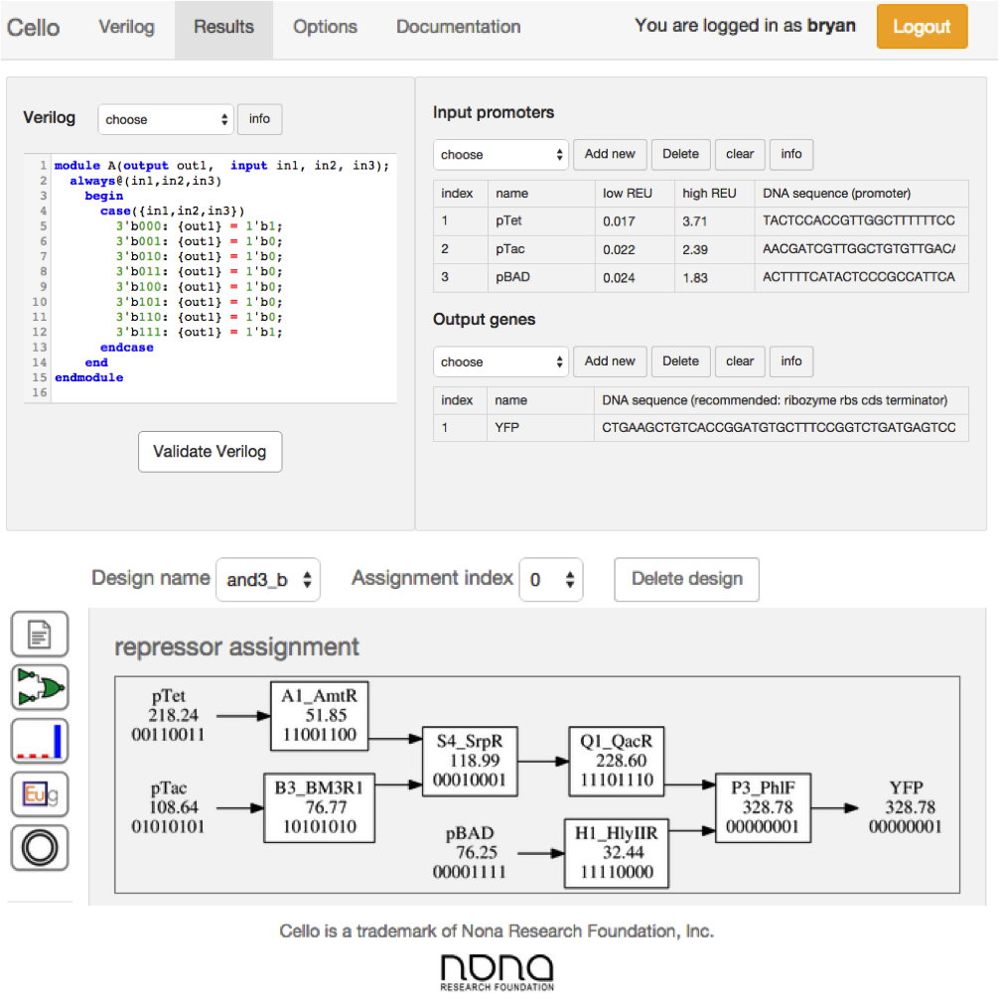 Cello Verilog Results Options Documentation You are logged in as bryan Logout
Verilog choose info
1 module A(output out1, input in1, in2, in3);
2 always@(in1,in2,in3)
3 begin
4 case({in1,in2,in3})
5 3'b000: {out1} = 1'b1;
6 3'b001: {out1} = 1'b0;
7 3'b010: {out1} = 1'b0;
8 3'b011: {out1} = 1'b0;
9 3'b100: {out1} = 1'b0;
10 3'b101: {out1} = 1'b0;
11 3'b110: {out1} = 1'b0;
12 3'b111: {out1} = 1'b1;
13 endcase
14 end
15 endmodule
16
Validate Verilog
Input promoters
choose Add new Delete clear info
index name low REU high REU DNA sequence (promoter)
1 pTet 0.017 3.71 TACTCCACCGTTGGCTTTTTTCC
2 pTac 0.022 2.39 AACGATCGTTGGCTGTGTTGACA
3 pBAD 0.024 1.83 ACTTTTCATACTCCCGCCATTCA
Output genes
choose Add new Delete clear info
index name DNA sequence (recommended: ribozyme rbs cds terminator)
1 YFP CTGAAGCTGTCACCGGATGTGCTTTCCGGTCTGATGAGTCC
Design name and3_b Assignment index 0 Delete design
Eug
repressor assignment
pTet
218.24
00110011
A1_AmtR
51.85
11001100
pTac
108.64
01010101
B3_BM3R1
76.77
10101010
S4_SrpR
118.99
00010001
pBAD
76.25
00001111
Q1_QacR
228.60
11101110
H1_HlyIIR
32.44
11110000
P3_PhlF
328.78
00000001
YFP
328.78
00000001
Cello is a trademark of Nona Research Foundation, Inc.
nona
RESEARCH FOUNDATION